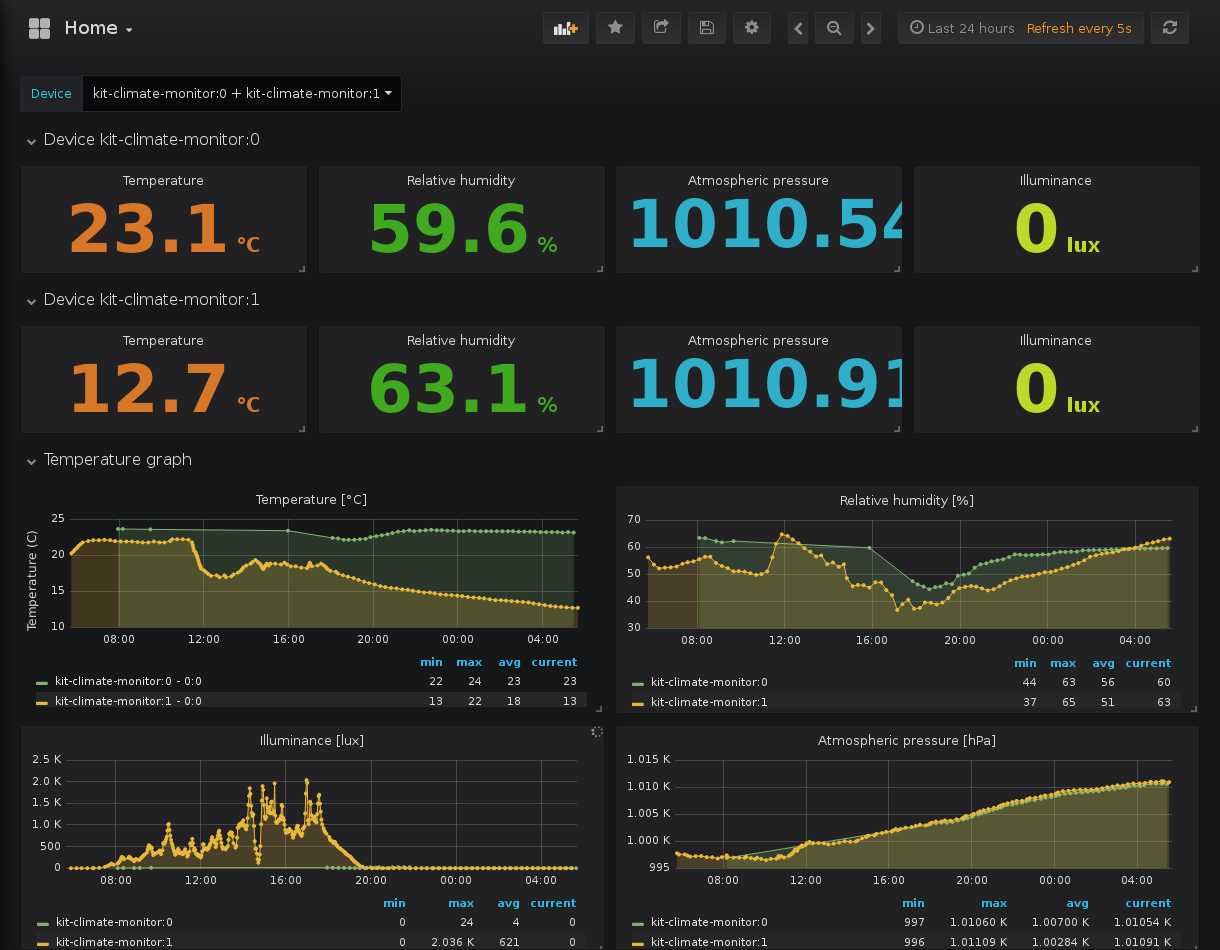 Home
Last 24 hours Refresh every 5s
Device kit-climate-monitor:0 + kit-climate-monitor:1
Device kit-climate-monitor:0
Temperature Relative humidity Atmospheric pressure Illuminance
23.1 °C 59.6 % 1010.54 0 lux
Device kit-climate-monitor:1
Temperature Relative humidity Atmospheric pressure Illuminance
12.7 °C 63.1 % 1010.91 0 lux
Temperature graph
Temperature [°C]
Temperature (C)
25
20
15
10
08:00 12:00 16:00 20:00 00:00 04:00
min max avg current
kit-climate-monitor:0 - 0:0 22 24 23 23
kit-climate-monitor:1 - 0:0 13 22 18 13
Relative humidity [%]
70
60
50
40
30
08:00 12:00 16:00 20:00 00:00 04:00
min max avg current
kit-climate-monitor:0 44 63 56 60
kit-climate-monitor:1 37 65 51 63
Illuminance [lux]
2.5 K
2.0 K
1.5 K
1.0 K
500
0
08:00 12:00 16:00 20:00 00:00 04:00
min max avg current
kit-climate-monitor:0 0 24 4 0
kit-climate-monitor:1 0 2.036 K 621 0
Atmospheric pressure [hPa]
1.015 K
1.010 K
1.005 K
1.000 K
995
08:00 12:00 16:00 20:00 00:00 04:00
min max avg current
kit-climate-monitor:0 997 1.01060 K 1.00700 K 1.01054 K
kit-climate-monitor:1 996 1.01109 K 1.00284 K 1.01091 K